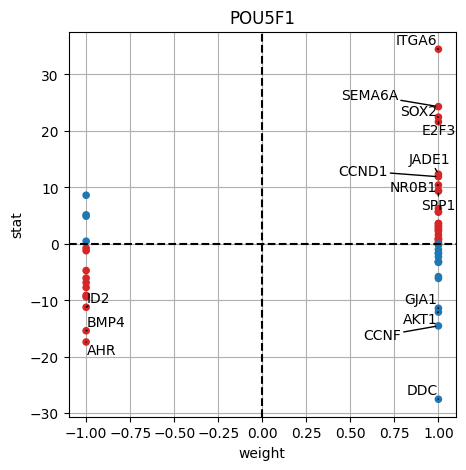 POU5F1
ITGA6
SEMA6A
SOX2
E2F3
JADE1
CCND1
NR0B1
SPP1
ID2
BMP4
AHR
GJA1
AKT1
CCNF
DDC
stat
30
20
10
0
−10
−20
−30
−1.00 −0.75 −0.50 −0.25 0.00 0.25 0.50 0.75 1.00
weight